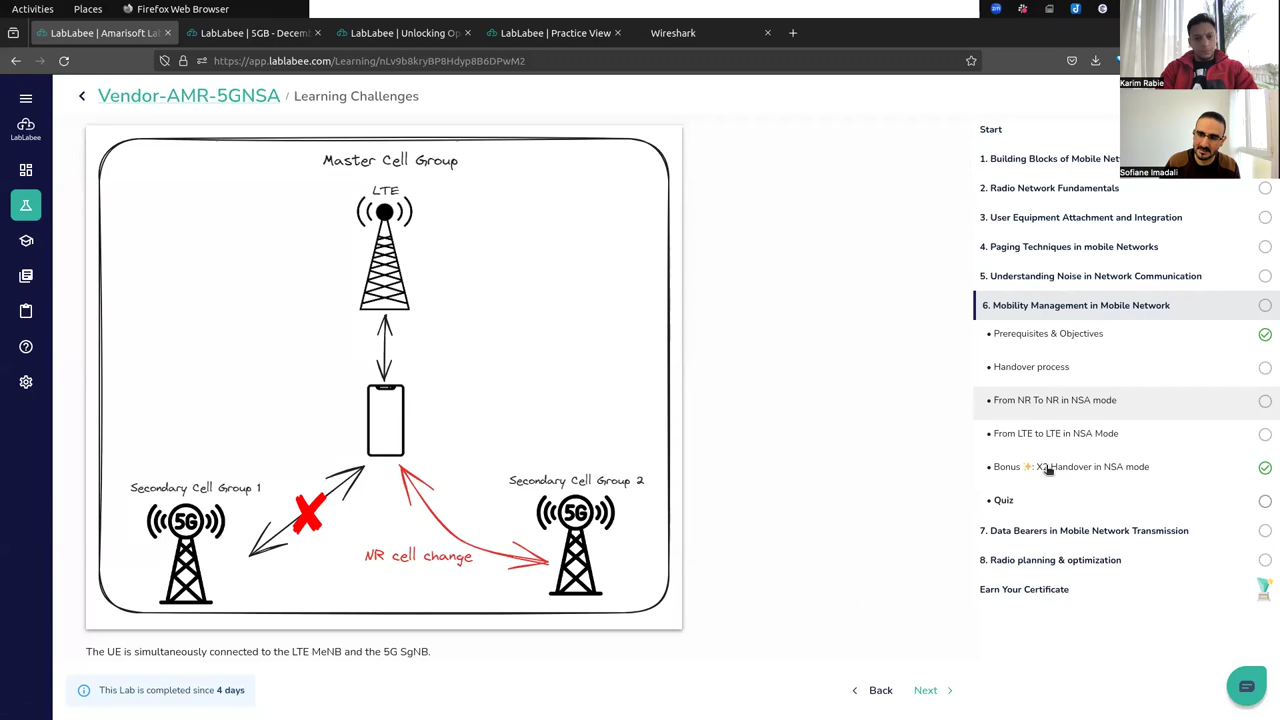 Activities Places Firefox Web Browser
LabLabee | Amarisoft Lal LabLabee | 5GB - Decemb LabLabee | Unlocking Op LabLabee | Practice View Wireshark
https://app.lablabee.com/Learning/nLv9b8kryBP8Hdyp8B6DPwM2
Karim Rabie
Sofiane Imadali
LabLabee
Vendor-AMR-5GNSA / Learning Challenges
Master Cell Group
LTE
Secondary Cell Group 1
Secondary Cell Group 2
5G
5G
NR cell change
The UE is simultaneously connected to the LTE MeNB and the 5G SgNB.
This Lab is completed since 4 days
Back
Next
Start
1. Building Blocks of Mobile Net
2. Radio Network Fundamentals
3. User Equipment Attachment and Integration
4. Paging Techniques in mobile Networks
5. Understanding Noise in Network Communication
6. Mobility Management in Mobile Network
• Prerequisites & Objectives
• Handover process
• From NR To NR in NSA mode
• From LTE to LTE in NSA Mode
• Bonus ✨: X2 Handover in NSA mode
• Quiz
7. Data Bearers in Mobile Network Transmission
8. Radio planning & optimization
Earn Your Certificate